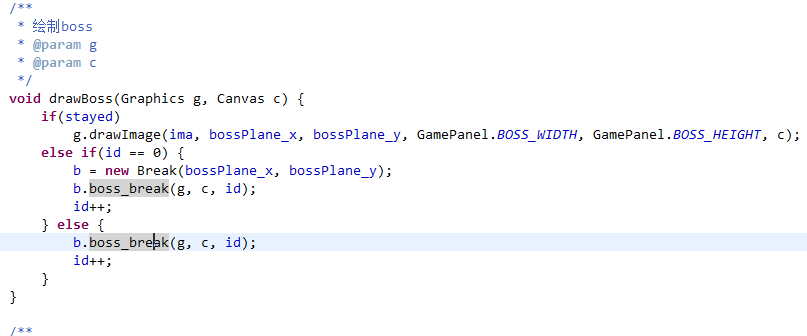 /**
 * 绘制boss
 * @param g
 * @param c
 */
void drawBoss(Graphics g, Canvas c) {
    if(stayed)
        g.drawImage(ima, bossPlane_x, bossPlane_y, GamePanel.BOSS_WIDTH, GamePanel.BOSS_HEIGHT, c);
    else if(id == 0) {
        b = new Break(bossPlane_x, bossPlane_y);
        b.boss_break(g, c, id);
        id++;
    } else {
        b.boss_break(g, c, id);
        id++;
    }
}
/**